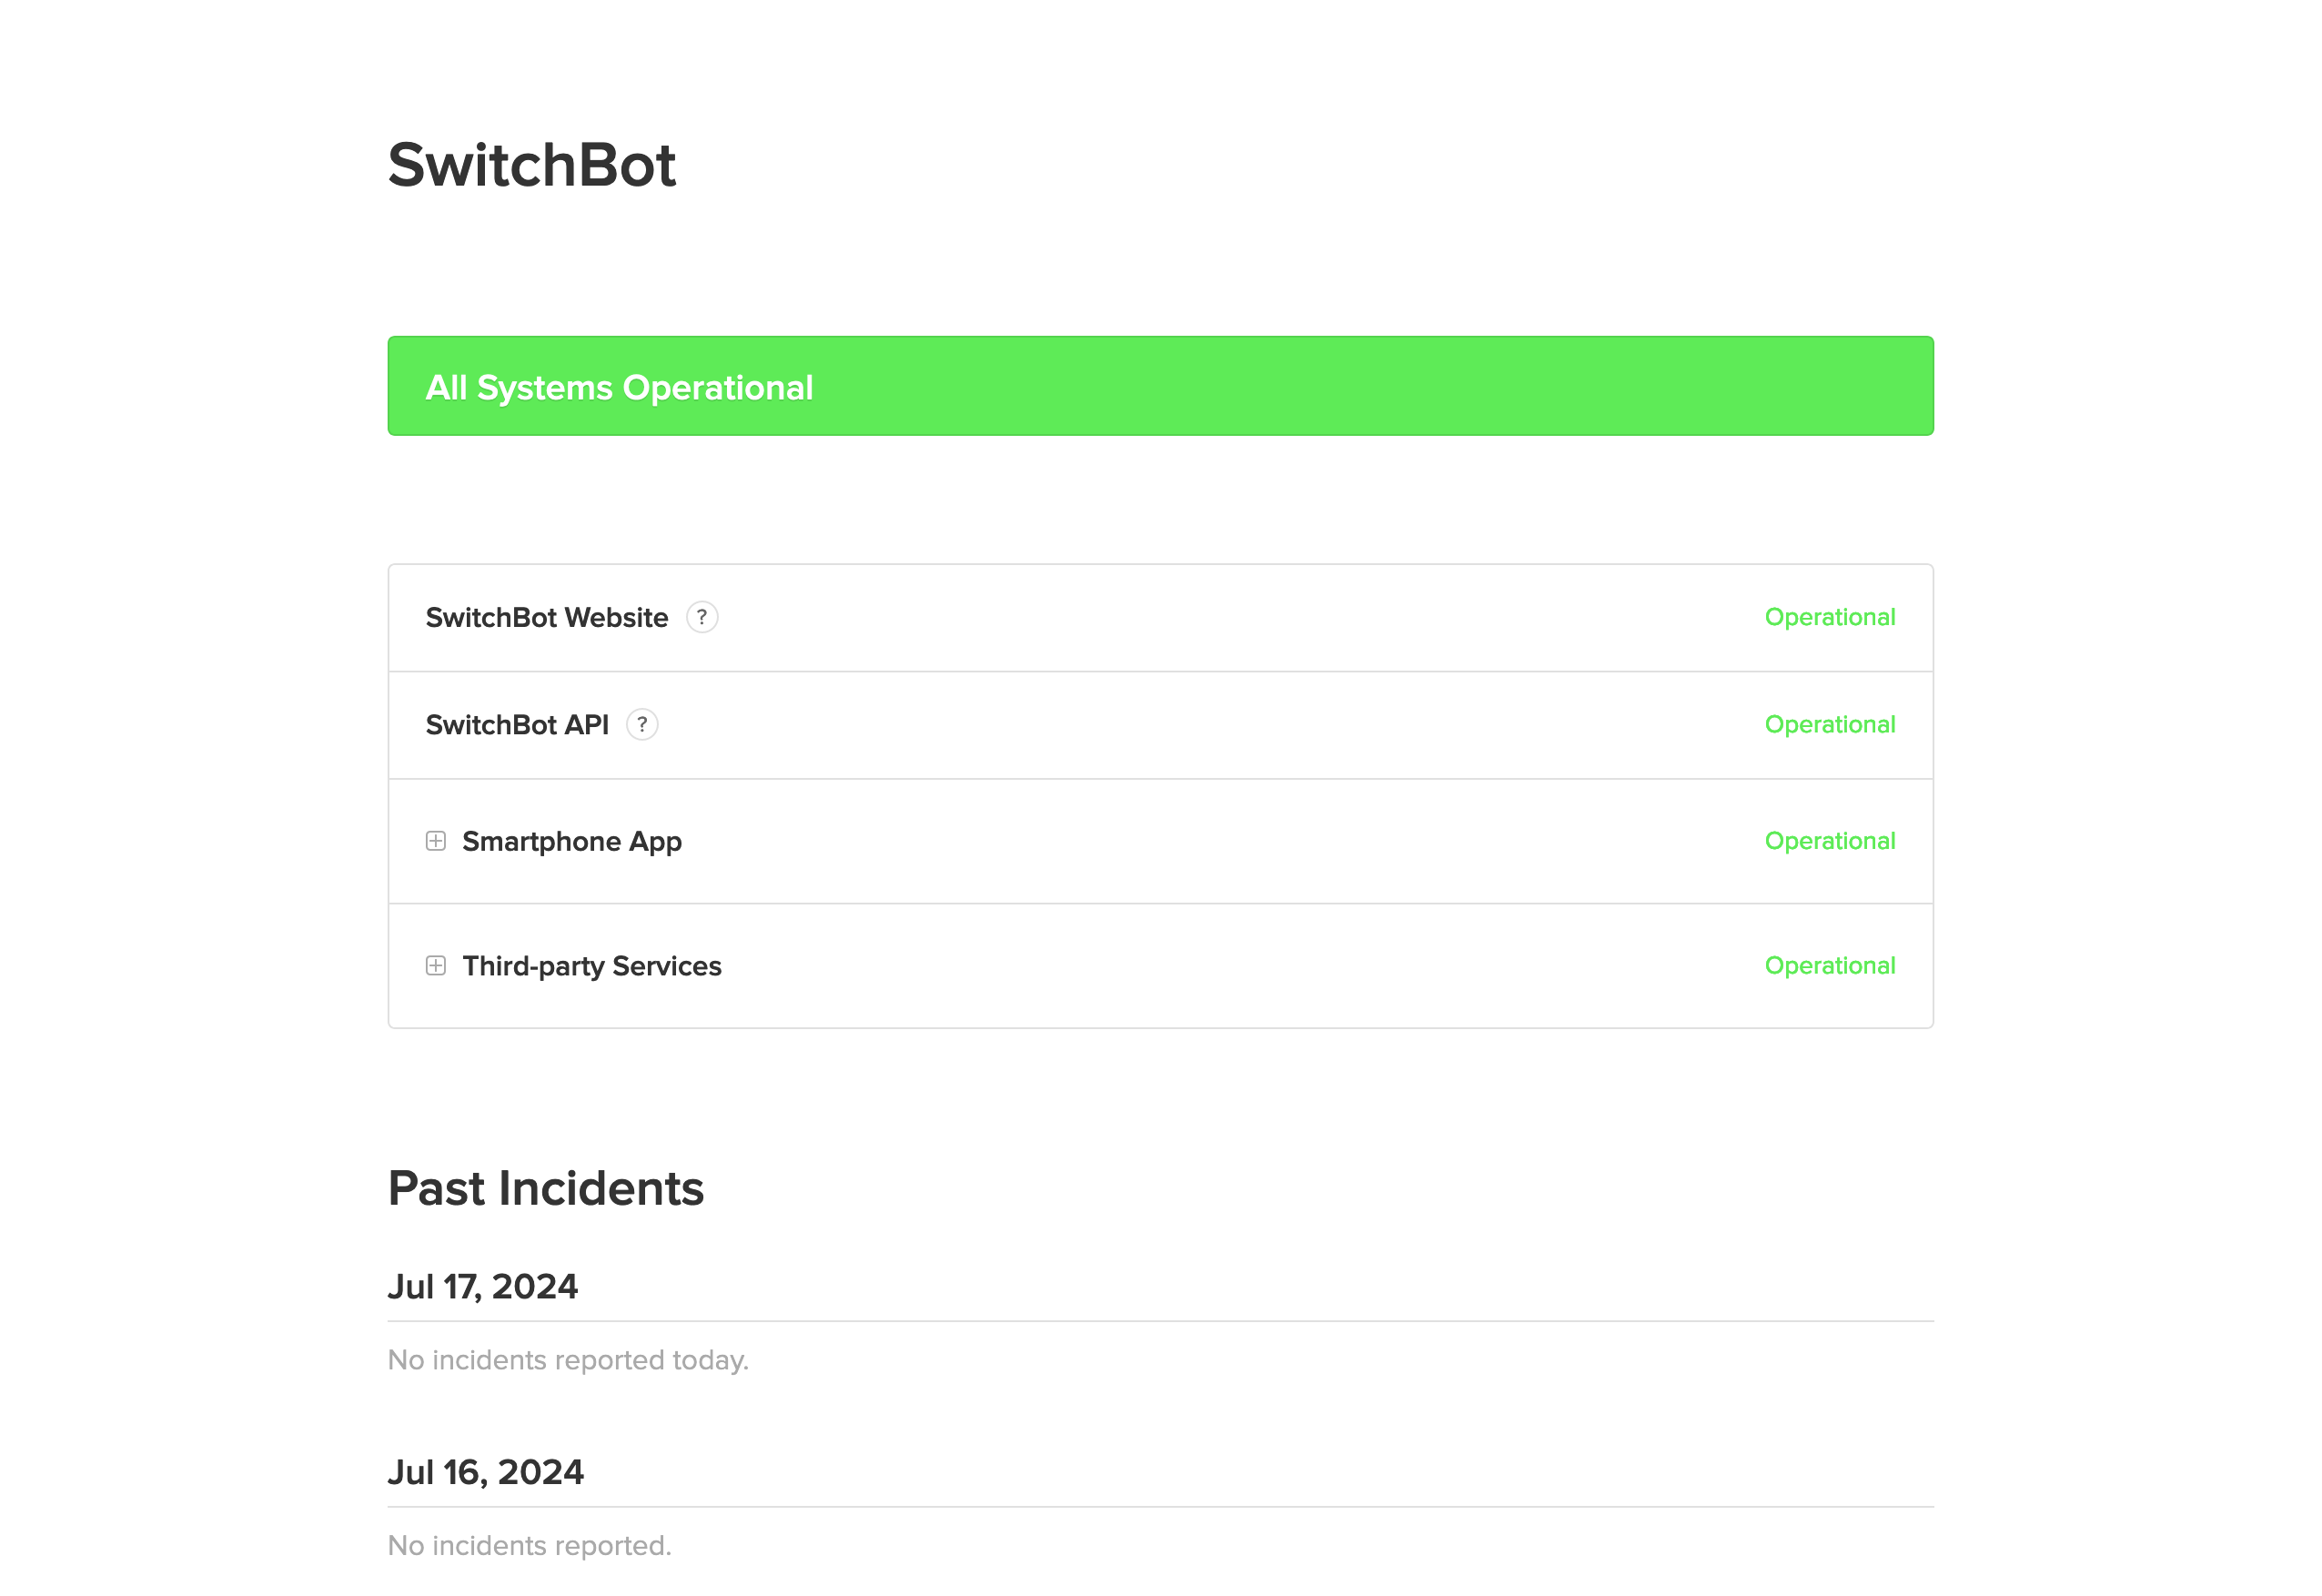 SwitchBot
All Systems Operational
SwitchBot Website ? Operational
SwitchBot API ? Operational
Smartphone App Operational
Third-party Services Operational
Past Incidents
Jul 17, 2024
No incidents reported today.
Jul 16, 2024
No incidents reported.